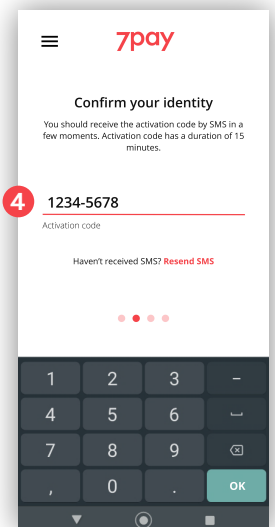 7pay
Confirm your identity
You should receive the activation code by SMS in a
few moments. Activation code has a duration of 15
minutes.
4
1234-5678
Activation code
Haven't received SMS? Resend SMS
1 2 3 –
4 5 6
7 8 9
, 0 . OK